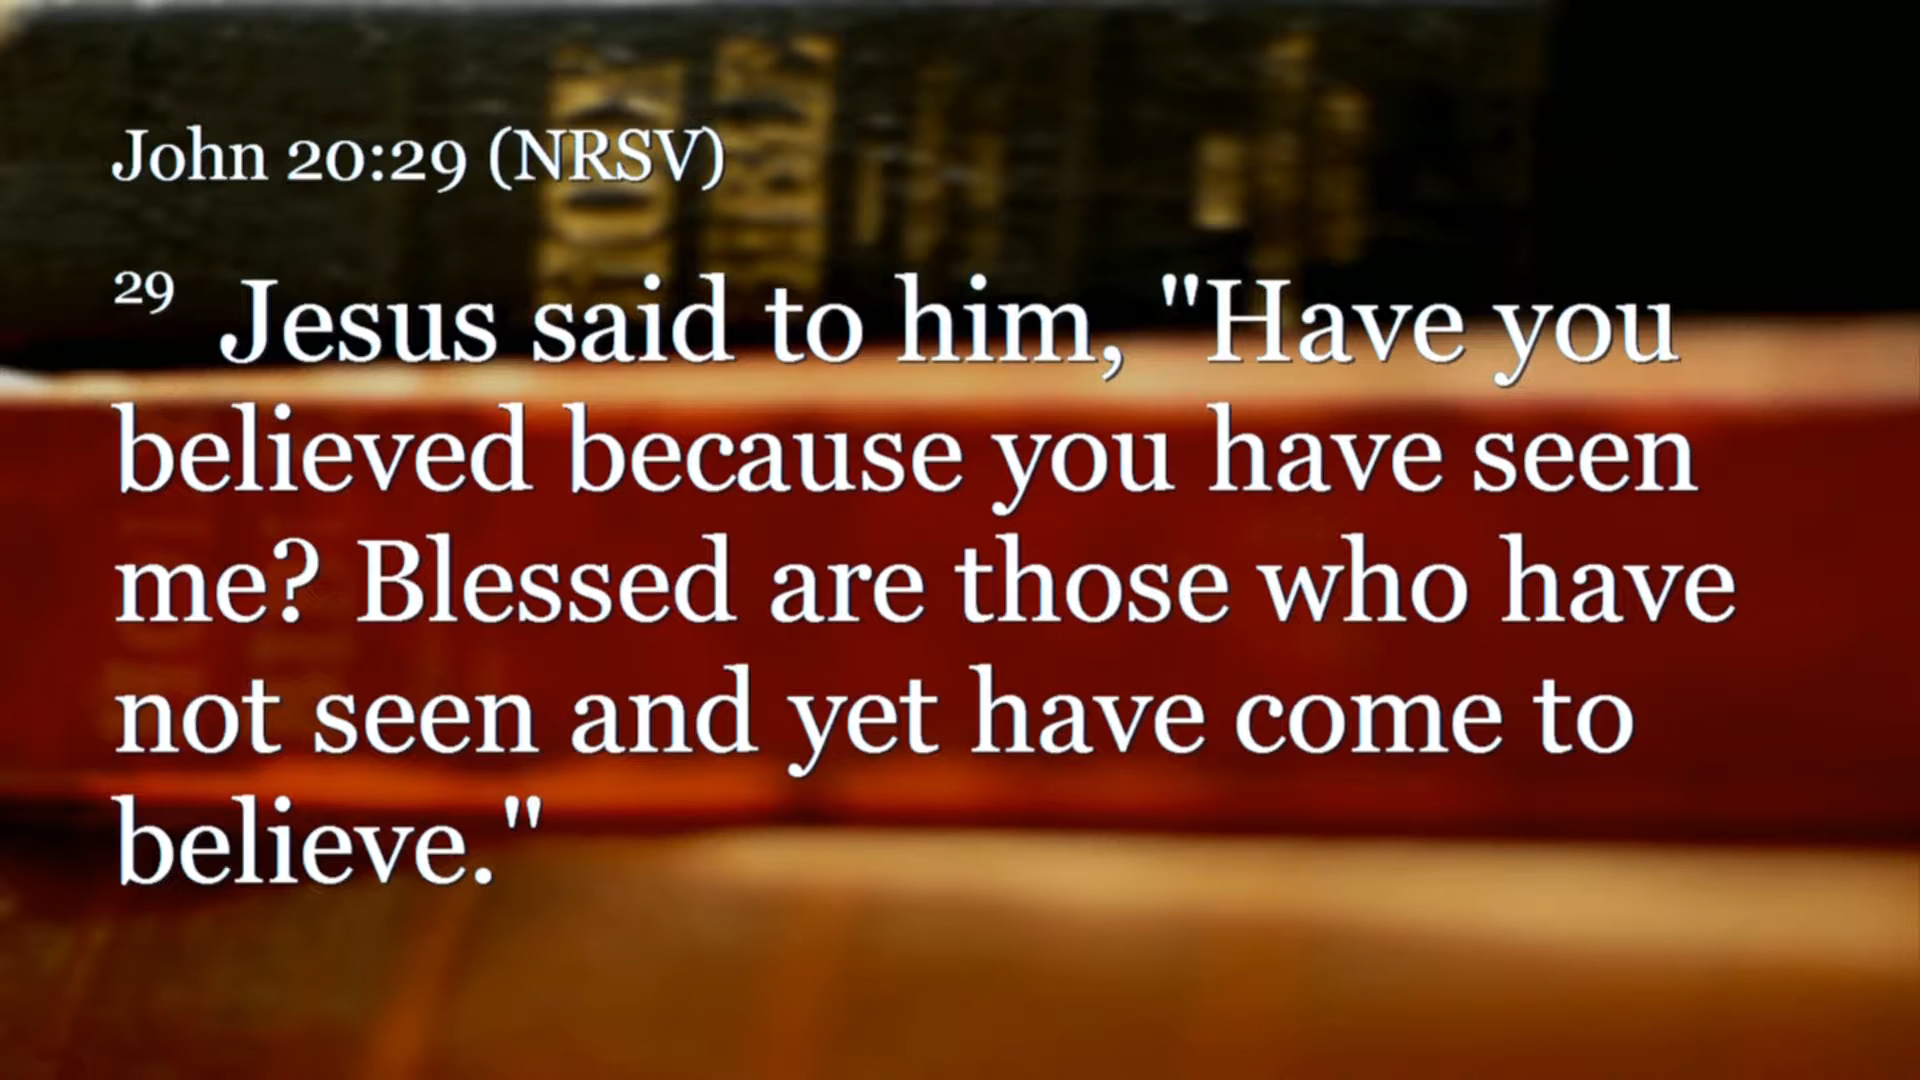 John 20:29 (NRSV)
29 Jesus said to him, "Have you
believed because you have seen
me? Blessed are those who have
not seen and yet have come to
believe."